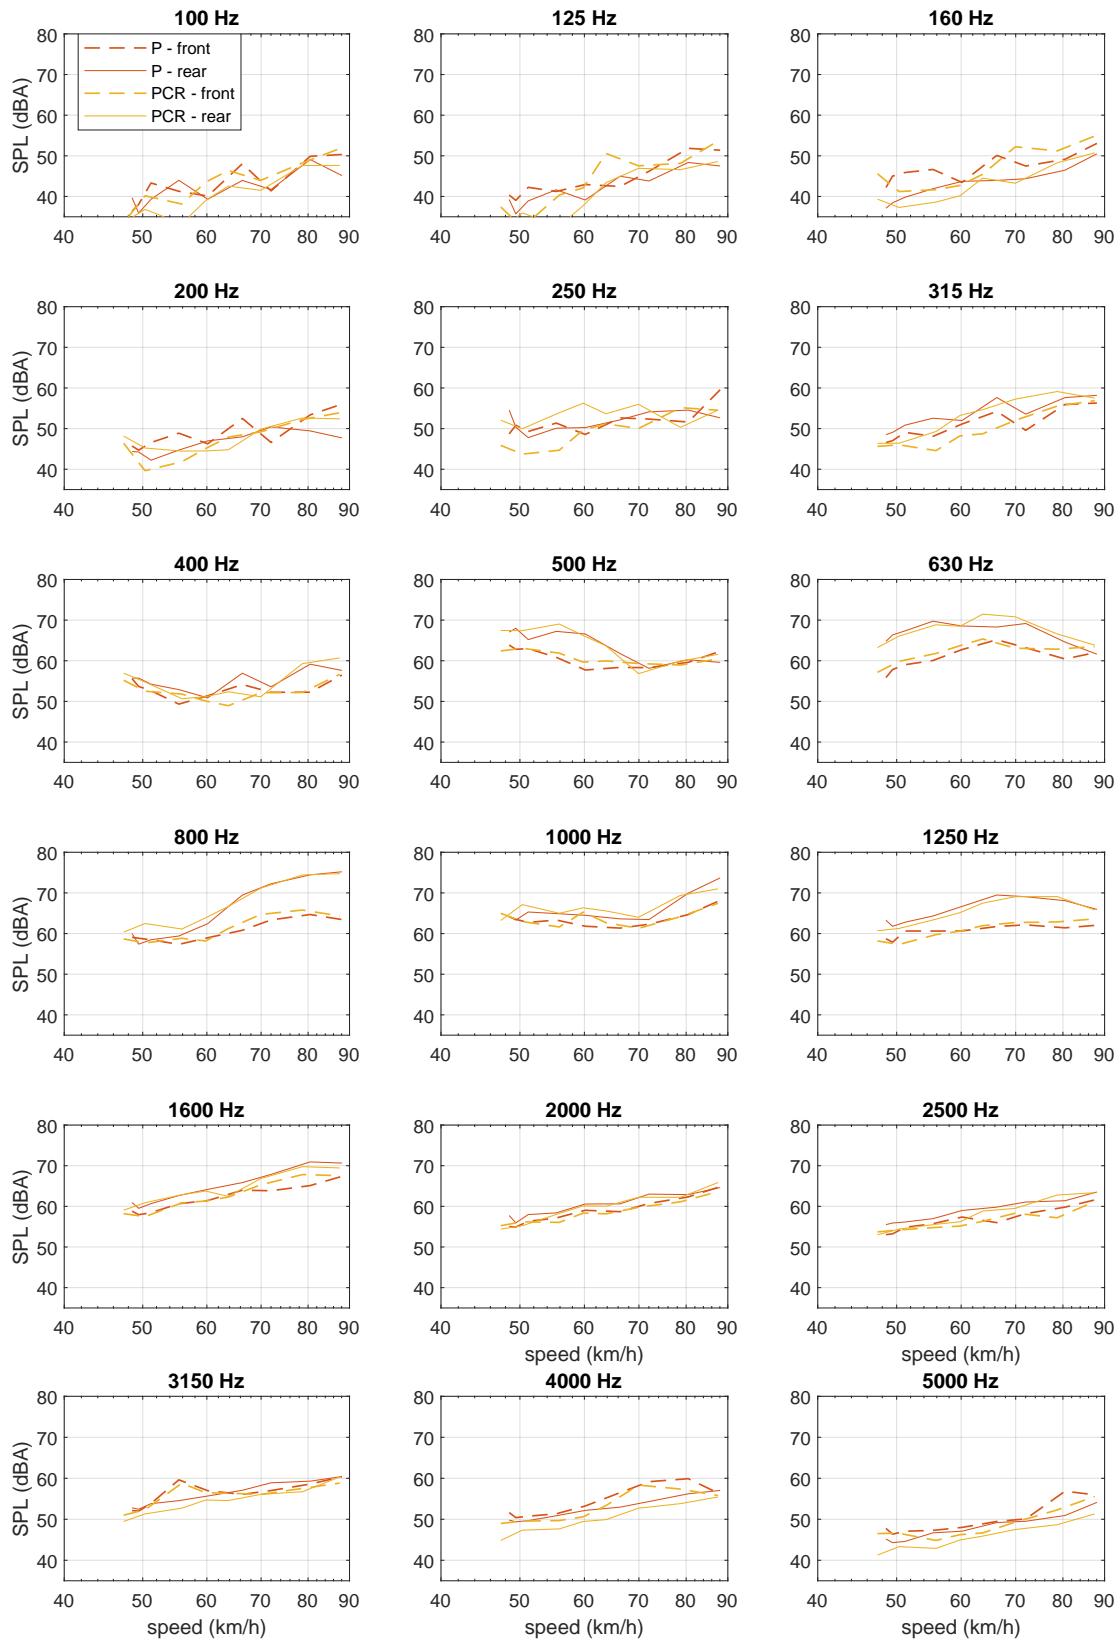 100 Hz 125 Hz 160 Hz
80 80 80
70 70 70
60 60 60
50 50 50
40 40 40
SPL (dBA)
P - front
P - rear
PCR - front
PCR - rear
40 50 60 70 80 90 40 50 60 70 80 90 40 50 60 70 80 90
200 Hz 250 Hz 315 Hz
80 80 80
70 70 70
60 60 60
50 50 50
40 40 40
SPL (dBA)
40 50 60 70 80 90 40 50 60 70 80 90 40 50 60 70 80 90
400 Hz 500 Hz 630 Hz
80 80 80
70 70 70
60 60 60
50 50 50
40 40 40
SPL (dBA)
40 50 60 70 80 90 40 50 60 70 80 90 40 50 60 70 80 90
800 Hz 1000 Hz 1250 Hz
80 80 80
70 70 70
60 60 60
50 50 50
40 40 40
SPL (dBA)
40 50 60 70 80 90 40 50 60 70 80 90 40 50 60 70 80 90
1600 Hz 2000 Hz 2500 Hz
80 80 80
70 70 70
60 60 60
50 50 50
40 40 40
SPL (dBA)
40 50 60 70 80 90 40 50 60 70 80 90 40 50 60 70 80 90
speed (km/h) speed (km/h)
3150 Hz 4000 Hz 5000 Hz
80 80 80
70 70 70
60 60 60
50 50 50
40 40 40
SPL (dBA)
40 50 60 70 80 90 40 50 60 70 80 90 40 50 60 70 80 90
speed (km/h) speed (km/h) speed (km/h)